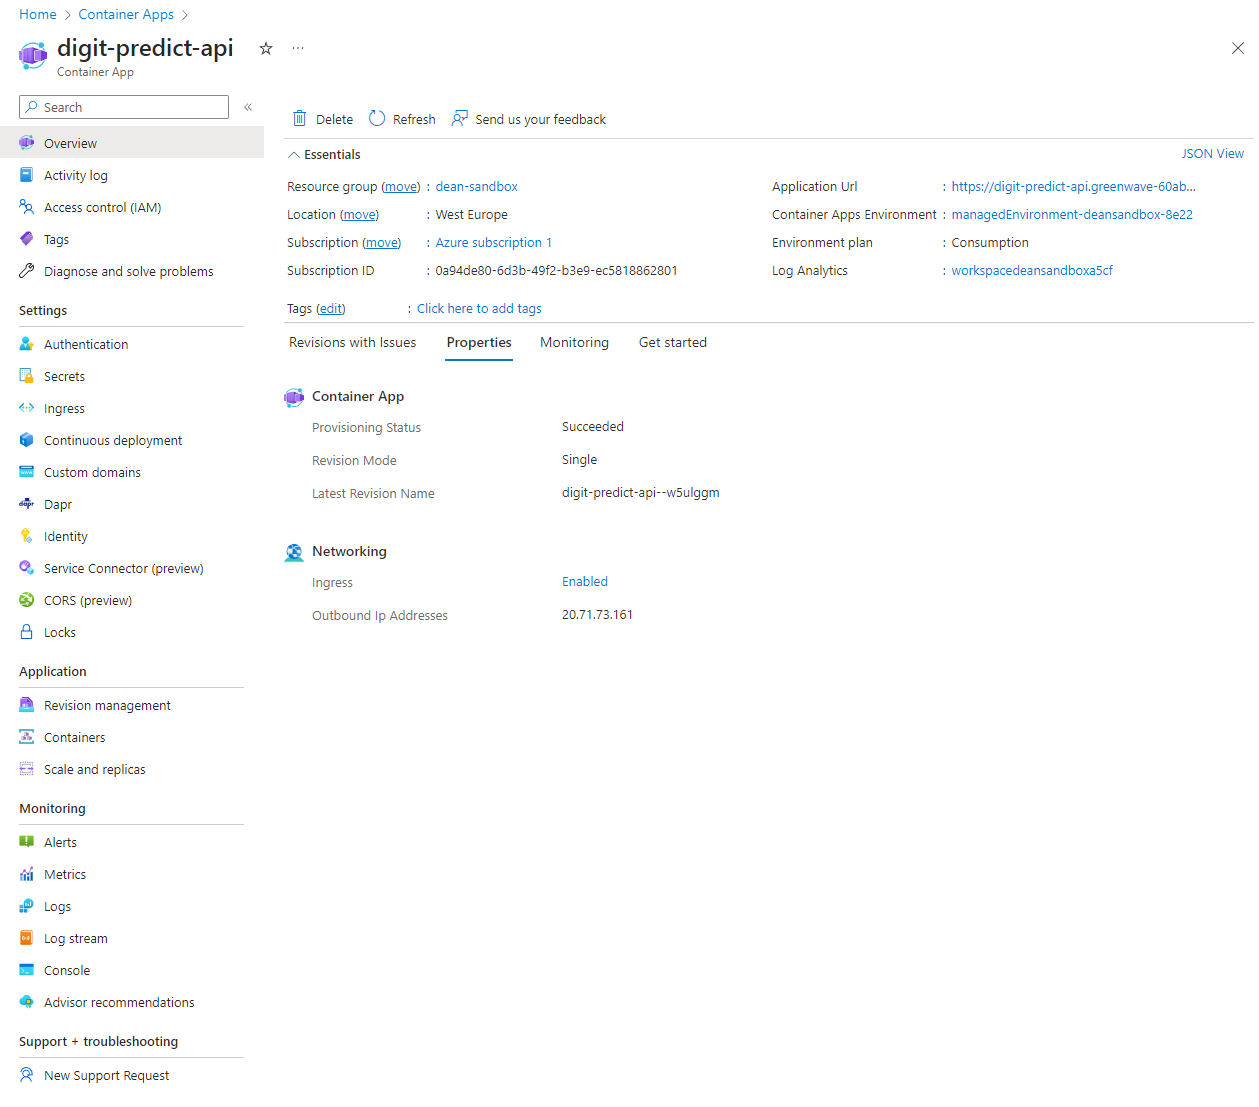 Home > Container Apps >
digit-predict-api ...
Container App
Search «
Overview
Activity log
Access control (IAM)
Tags
Diagnose and solve problems
Settings
Authentication
Secrets
Ingress
Continuous deployment
Custom domains
dapr Dapr
Identity
Service Connector (preview)
CORS (preview)
Locks
Application
Revision management
Containers
Scale and replicas
Monitoring
Alerts
Metrics
Logs
Log stream
Console
Advisor recommendations
Support + troubleshooting
New Support Request
Delete Refresh Send us your feedback
Essentials JSON View
Resource group (move) : dean-sandbox
Location (move) : West Europe
Subscription (move) : Azure subscription 1
Subscription ID : 0a94de80-6d3b-49f2-b3e9-ec5818862801
Application Url : https://digit-predict-api.greenwave-60ab...
Container Apps Environment : managedEnvironment-deansandbox-8e22
Environment plan : Consumption
Log Analytics : workspacedeansandboxa5cf
Tags (edit) : Click here to add tags
Revisions with Issues Properties Monitoring Get started
Container App
Provisioning Status Succeeded
Revision Mode Single
Latest Revision Name digit-predict-api--w5ulggm
Networking
Ingress Enabled
Outbound Ip Addresses 20.71.73.161